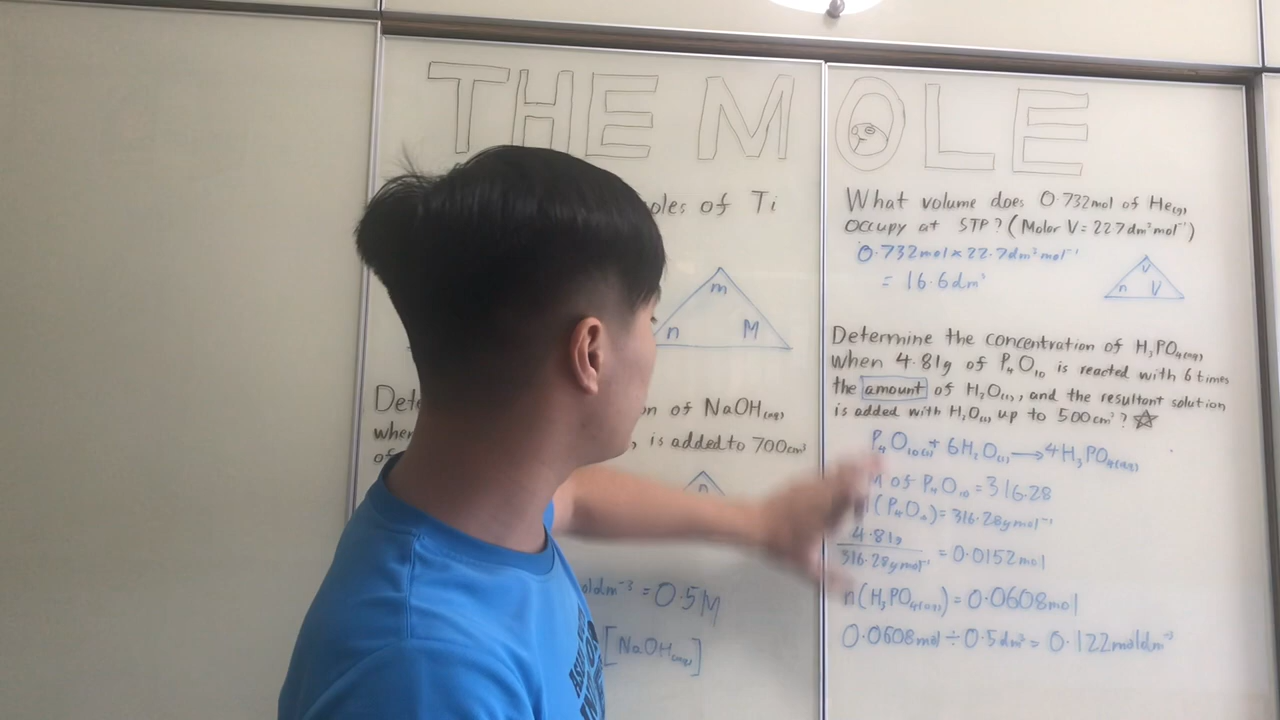 THE MOLE
oles of Ti
m
n M
Dete
n of NaOH(aq)
when
, is added to 700cm³
of
n
oldm⁻³ = 0.5M
[NaOH(aq)]
What volume does 0.732mol of He(g)
Occupy at STP? (Molar V = 22.7dm³mol⁻¹)
0.732mol × 22.7dm³mol⁻¹
= 16.6dm³
V
n V
Determine the concentration of H₃PO₄(aq)
when 4.81g of P₄O₁₀ is reacted with 6 times
the amount of H₂O(l), and the resultant solution
is added with H₂O(l) up to 500cm³? ☆
P₄O₁₀(s) + 6H₂O(l) → 4H₃PO₄(aq)
of P₄O₁₀ = 316.28
(P₄O₁₀) = 316.28gmol⁻¹
4.81g
316.28gmol⁻¹ = 0.0152mol
n(H₃PO₄(aq)) = 0.0608mol
0.0608mol ÷ 0.5dm³ = 0.122moldm⁻³